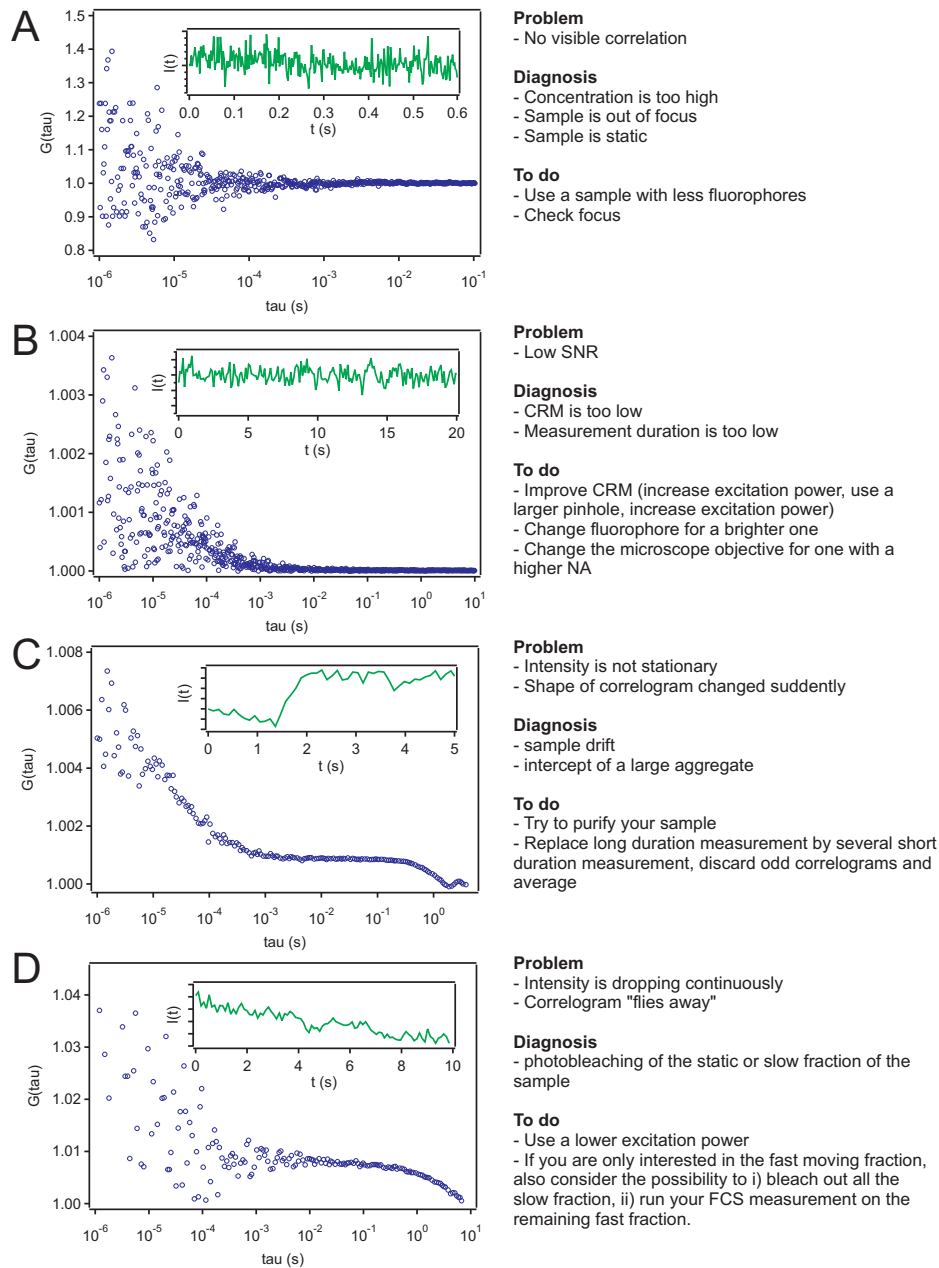 A
1.5
1.4
1.3
1.2
1.1
1.0
0.9
0.8
G(tau)
I(t)
0.0 0.1 0.2 0.3 0.4 0.5 0.6
t (s)
10-6 10-5 10-4 10-3 10-2 10-1
tau (s)
Problem
- No visible correlation
Diagnosis
- Concentration is too high
- Sample is out of focus
- Sample is static
To do
- Use a sample with less fluorophores
- Check focus
B
1.004
1.003
1.002
1.001
1.000
G(tau)
I(t)
0 5 10 15 20
t (s)
10-6 10-5 10-4 10-3 10-2 10-1 100 101
tau (s)
Problem
- Low SNR
Diagnosis
- CRM is too low
- Measurement duration is too low
To do
- Improve CRM (increase excitation power, use a
larger pinhole, increase excitation power)
- Change fluorophore for a brighter one
- Change the microscope objective for one with a
higher NA
C
1.008
1.006
1.004
1.002
1.000
G(tau)
I(t)
0 1 2 3 4 5
t (s)
10-6 10-5 10-4 10-3 10-2 10-1 100
tau (s)
Problem
- Intensity is not stationary
- Shape of correlogram changed suddently
Diagnosis
- sample drift
- intercept of a large aggregate
To do
- Try to purify your sample
- Replace long duration measurement by several short
duration measurement, discard odd correlograms and
average
D
1.04
1.03
1.02
1.01
1.00
G(tau)
I(t)
0 2 4 6 8 10
t (s)
10-6 10-5 10-4 10-3 10-2 10-1 100 101
tau (s)
Problem
- Intensity is dropping continuously
- Correlogram "flies away"
Diagnosis
- photobleaching of the static or slow fraction of the
sample
To do
- Use a lower excitation power
- If you are only interested in the fast moving fraction,
also consider the possibility to i) bleach out all the
slow fraction, ii) run your FCS measurement on the
remaining fast fraction.